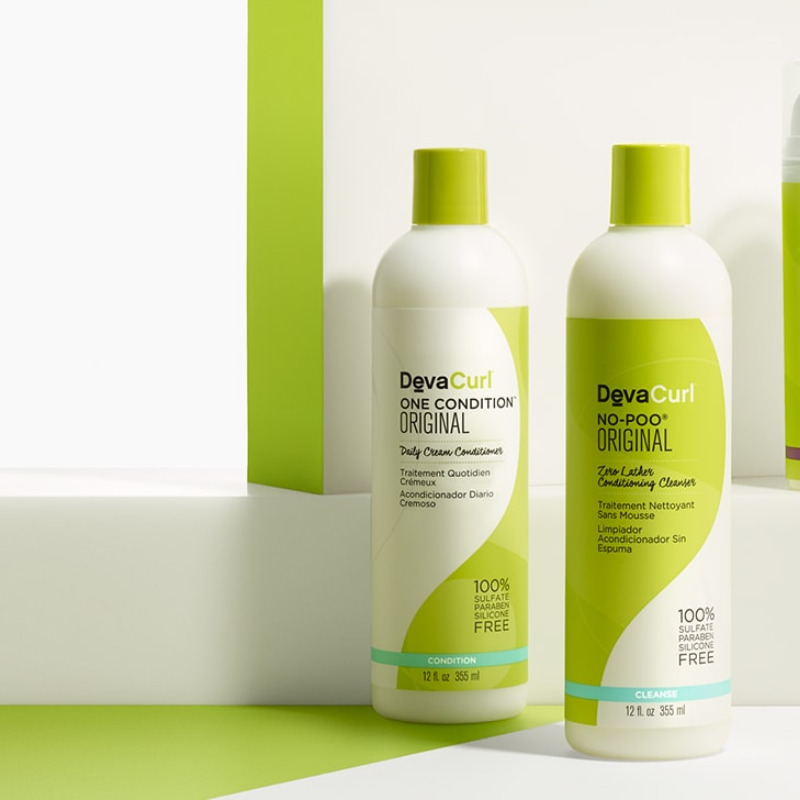 DevaCurl
ONE CONDITION™
ORIGINAL
Daily Cream Conditioner
Traitement Quotidien
Crémeux
Acondicionador Diario
Cremoso
100%
SULFATE
PARABEN
SILICONE
FREE
CONDITION
12 fl. oz 355 ml
DevaCurl
NO-POO®
ORIGINAL
Zero Lather
Conditioning Cleanser
Traitement Nettoyant
Sans Mousse
Limpiador
Acondicionador Sin
Espuma
100%
SULFATE
PARABEN
SILICONE
FREE
CLEANSE
12 fl. oz 355 ml